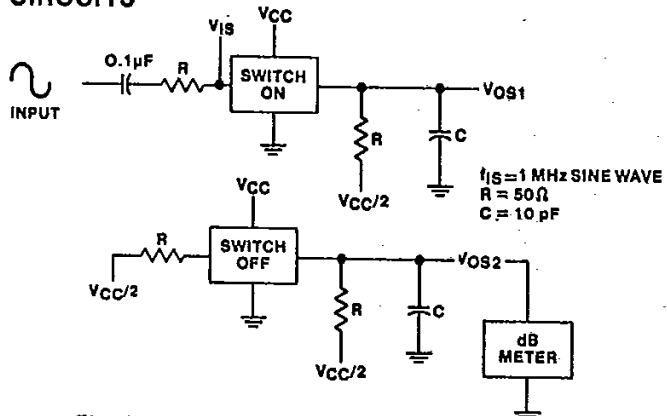 VCC
VIS
0.1µF
R
INPUT
SWITCH
ON
VOS1
R
C
VCC/2
fIS=1 MHz SINE WAVE
R = 50Ω
C = 10 pF
VCC
R
SWITCH
OFF
VCC/2
VOS2
R
C
VCC/2
dB
METER